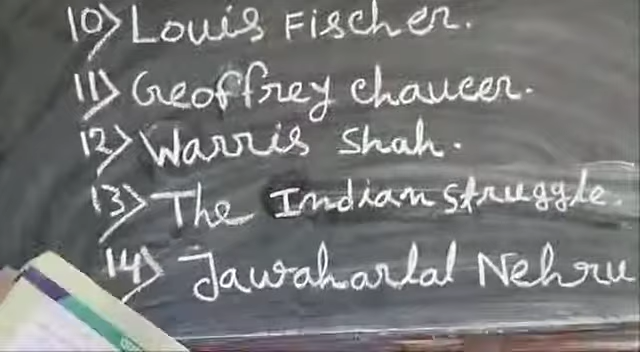 10) Louis Fischer.
11) Geoffrey Chaucer.
12) Warris Shah.
13) The Indian Struggle.
14) Jawaharlal Nehru